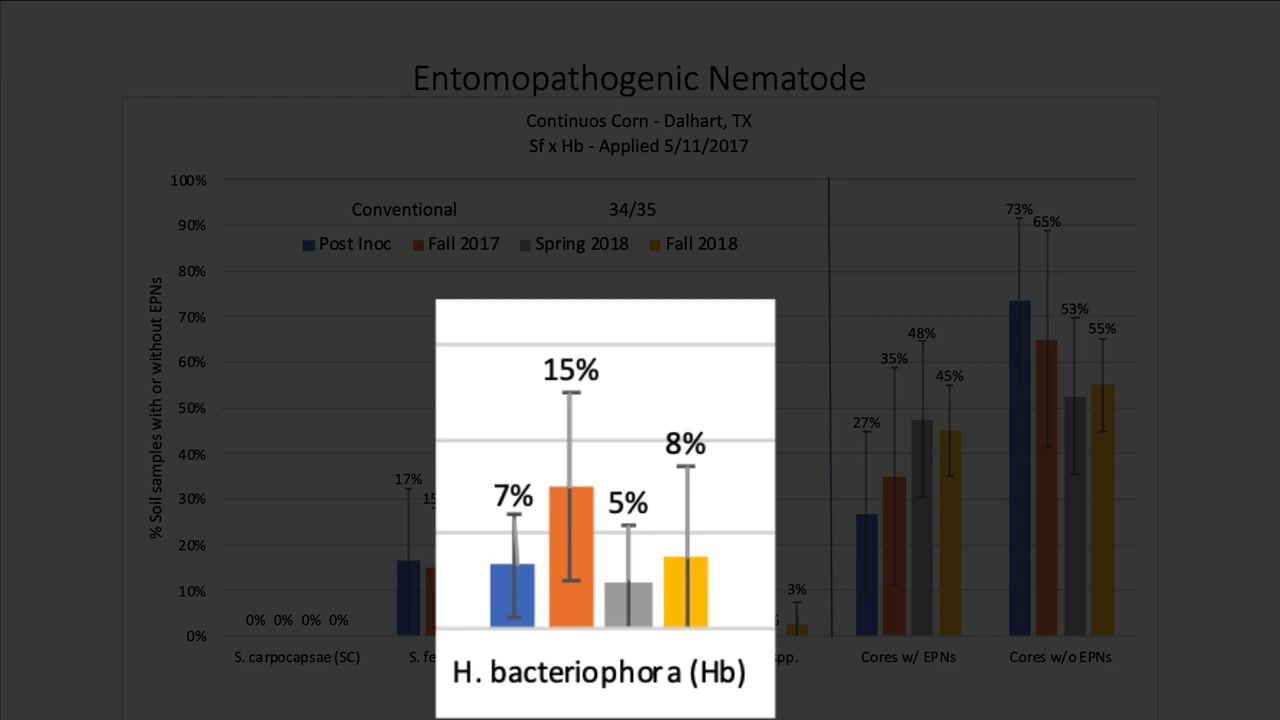 Entomopathogenic Nematode
Continuos Corn - Dalhart, TX
Sf x Hb - Applied 5/11/2017
100%
90%
80%
70%
60%
50%
40%
30%
20%
10%
0%
% Soil samples with or without EPNs
Conventional 34/35
Post Inoc Fall 2017 Spring 2018 Fall 2018
0% 0% 0% 0%
17%
7% 15% 5% 8%
3%
27% 35% 48% 45%
73% 65% 53% 55%
S. carpocapsae (SC)
H. bacteriophora (Hb)
spp.
Cores w/ EPNs
Cores w/o EPNs